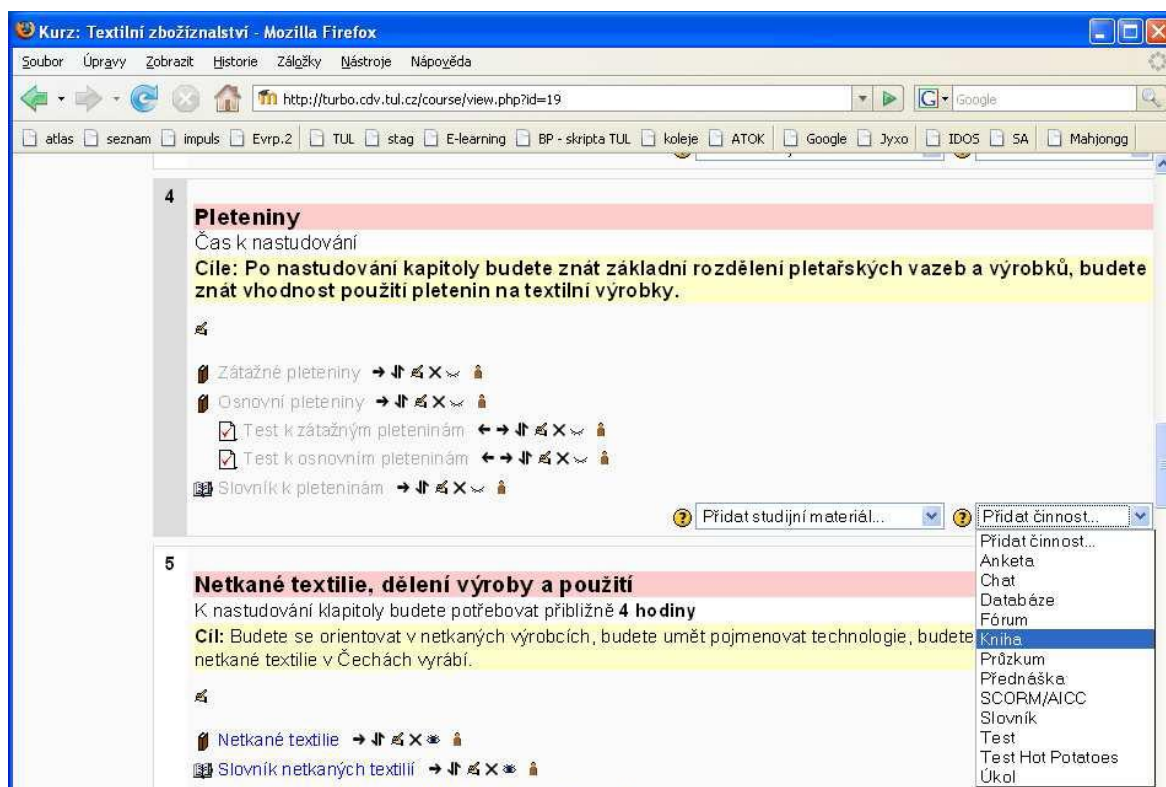 Kurz: Textilní zbožíznalství - Mozilla Firefox
Soubor Úpravy Zobrazit Historie Záložky Nástroje Nápověda
http://turbo.cdv.tul.cz/course/view.php?id=19
Google
atlas seznam impuls Evrp.2 TUL stag E-learning BP - skripta TUL koleje ATOK Google Jyxo IDOS SA Mahjongg
4
Pleteniny
Čas k nastudování
Cíle: Po nastudování kapitoly budete znát základní rozdělení pletařských vazeb a výrobků, budete
znát vhodnost použití pletenin na textilní výrobky.
Zátažné pleteniny
Osnovní pleteniny
Test k zátažným pleteninám
Test k osnovním pleteninám
Slovník k pleteninám
Přidat studijní materiál... Přidat činnost...
Přidat činnost...
Anketa
Chat
Databáze
Fórum
Kniha
Průzkum
Přednáška
SCORM/AICC
Slovník
Test
Test Hot Potatoes
Úkol
5
Netkané textilie, dělení výroby a použití
K nastudování klapitoly budete potřebovat přibližně 4 hodiny
Cíl: Budete se orientovat v netkaných výrobcích, budete umět pojmenovat technologie, budete
netkané textilie v Čechách vyrábí.
Netkané textilie
Slovník netkaných textilií